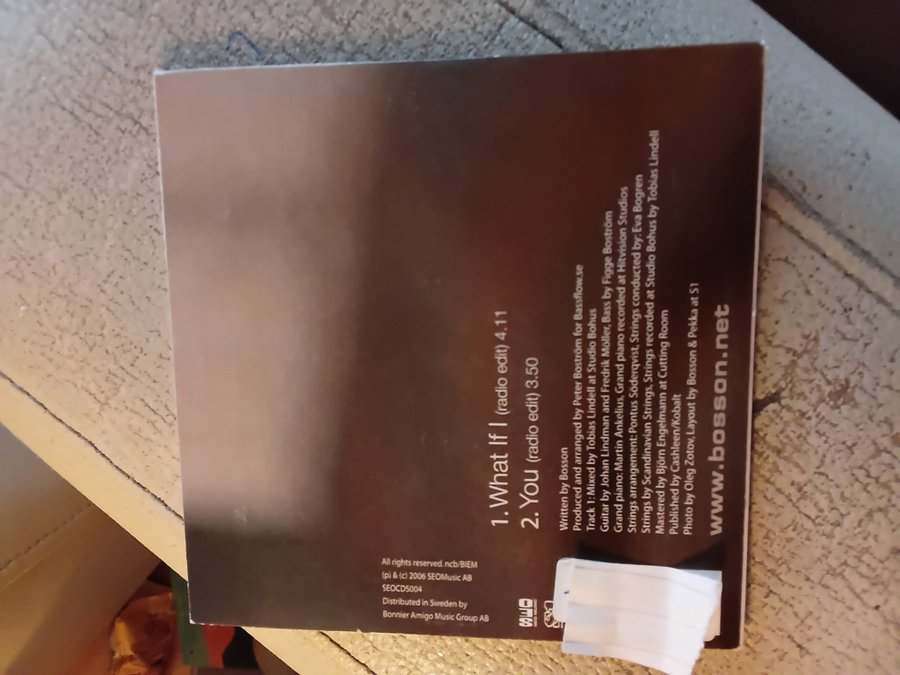 1. What If I (radio edit) 4.11
2. You (radio edit) 3.50
Written by Bosson
Produced and arranged by Peter Boström for Bassflow.se
Track 1: Mixed by Tobias Lindell at Studio Bohus
Guitar by Johan Lindman and Fredrik Möller, Bass by Figge Boström
Grand piano: Martin Ankelius, Grand piano recorded at Hitvision Studios
Strings arrangement: Pontus Söderqvist, Strings conducted by: Eva Bogren
Strings by Scandinavian Strings, Strings recorded at Studio Bohus by Tobias Lindell
Mastered by Björn Engelmann at Cutting Room
Published by Cashleen/Kobalt
Photo by Oleg Zotov, Layout by Bosson & Pekka at S1
www.bosson.net
All rights reserved. ncb/BIEM
(p) & (c) 2006 SEOMusic AB
SEOCDS004
Distributed in Sweden by
Bonnier Amigo Music Group AB
SEO